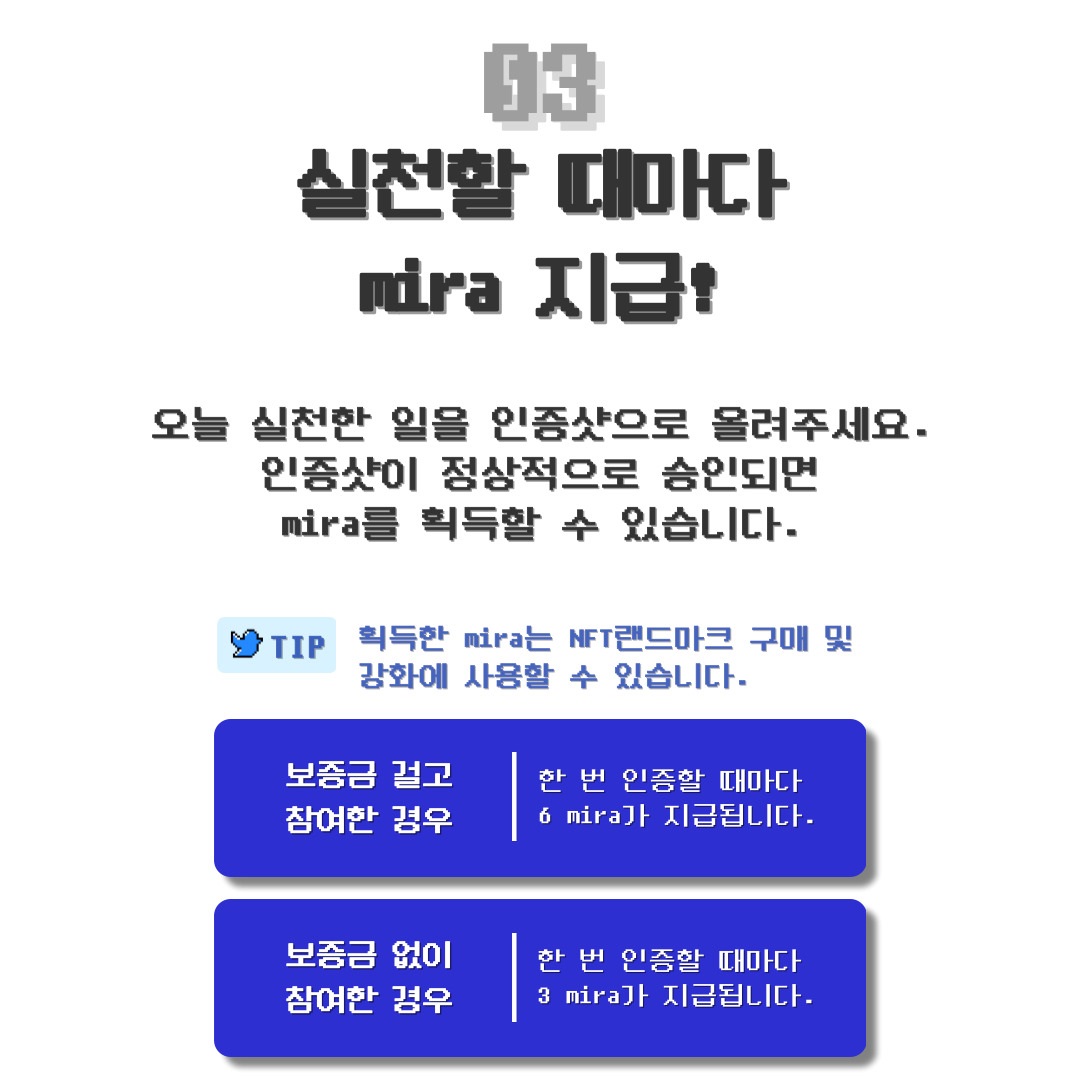 03
실천할 때마다
mira 지급!
오늘 실천한 일을 인증샷으로 올려주세요.
인증샷이 정상적으로 승인되면
mira를 획득할 수 있습니다.
TIP
획득한 mira는 NFT랜드마크 구매 및
강화에 사용할 수 있습니다.
보증금 걸고
참여한 경우
한 번 인증할 때마다
6 mira가 지급됩니다.
보증금 없이
참여한 경우
한 번 인증할 때마다
3 mira가 지급됩니다.